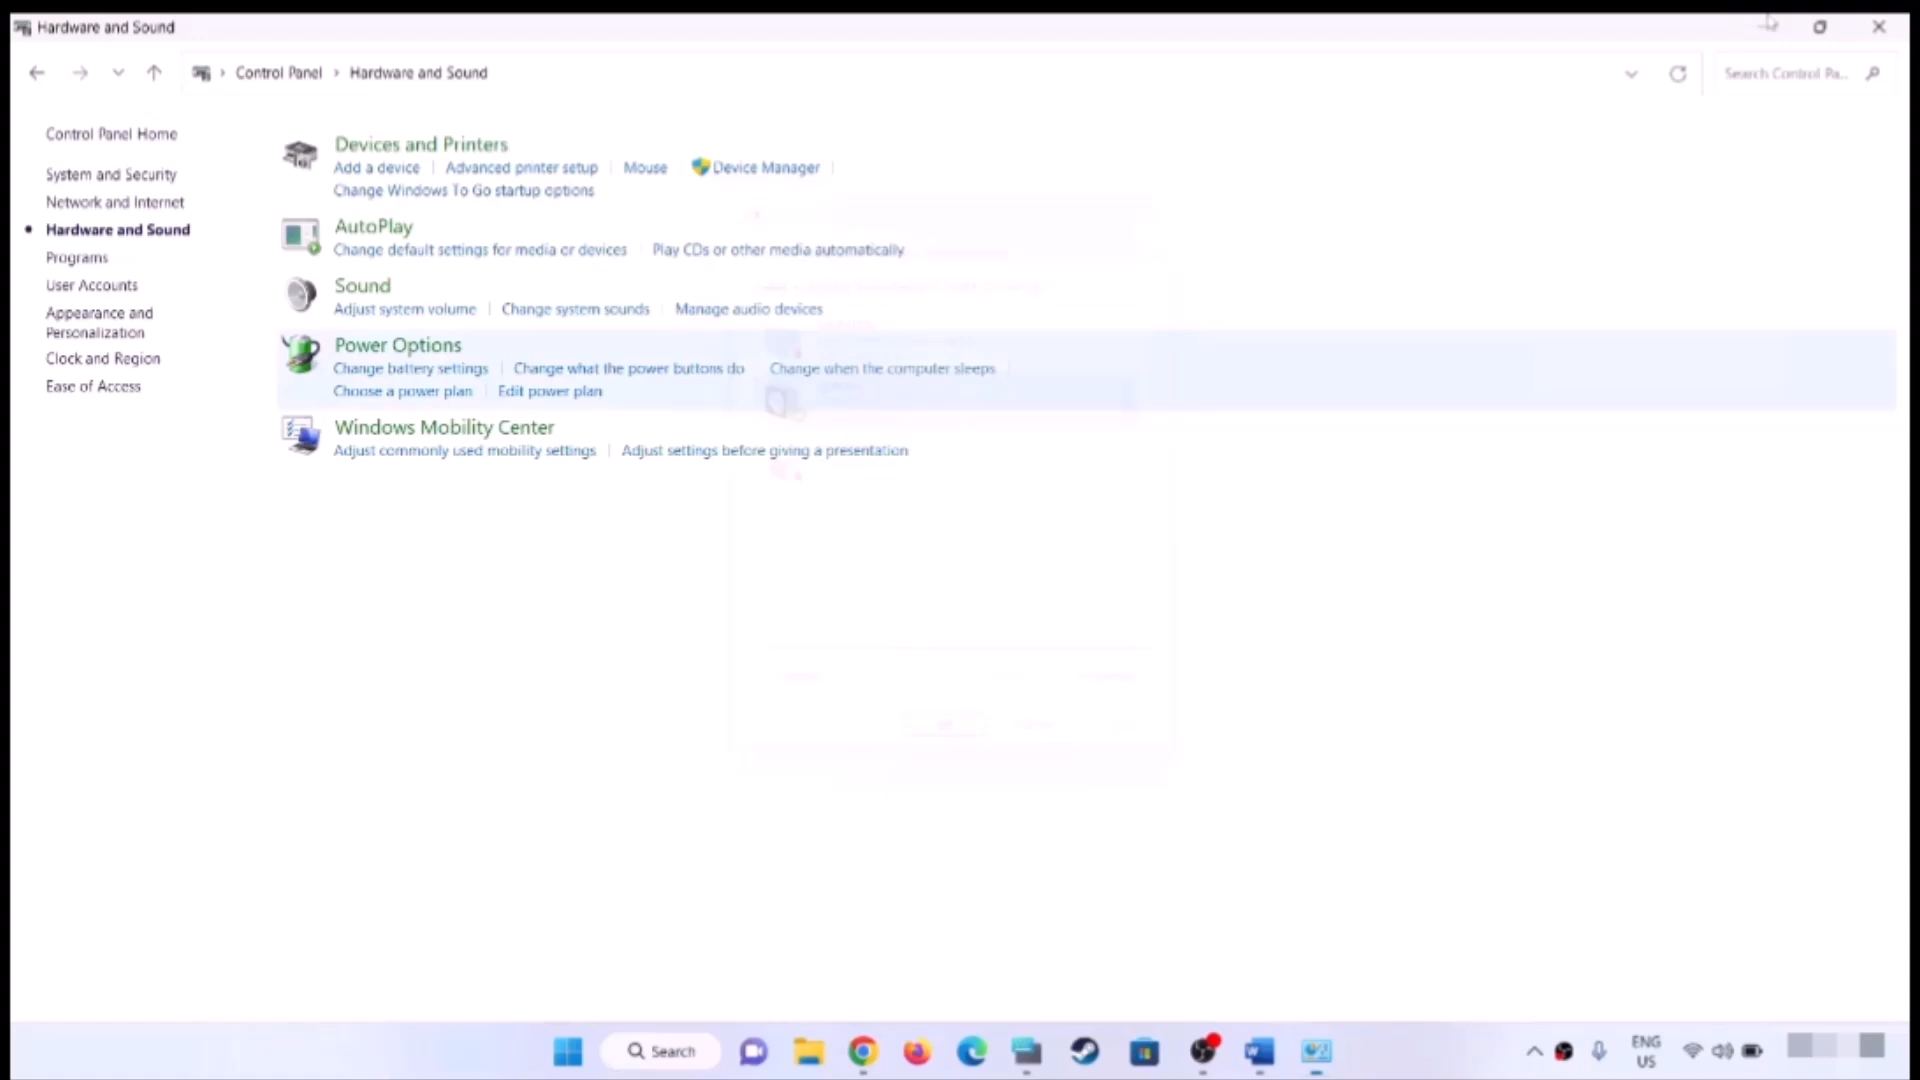 Hardware and Sound
Control Panel › Hardware and Sound
Search Control Pa...
Control Panel Home
System and Security
Network and Internet
Hardware and Sound
Programs
User Accounts
Appearance and
Personalization
Clock and Region
Ease of Access
Devices and Printers
Add a device | Advanced printer setup | Mouse | Device Manager |
Change Windows To Go startup options
AutoPlay
Change default settings for media or devices | Play CDs or other media automatically
Sound
Adjust system volume | Change system sounds | Manage audio devices
Power Options
Change battery settings | Change what the power buttons do | Change when the computer sleeps |
Choose a power plan | Edit power plan
Windows Mobility Center
Adjust commonly used mobility settings | Adjust settings before giving a presentation
Search
ENG
US